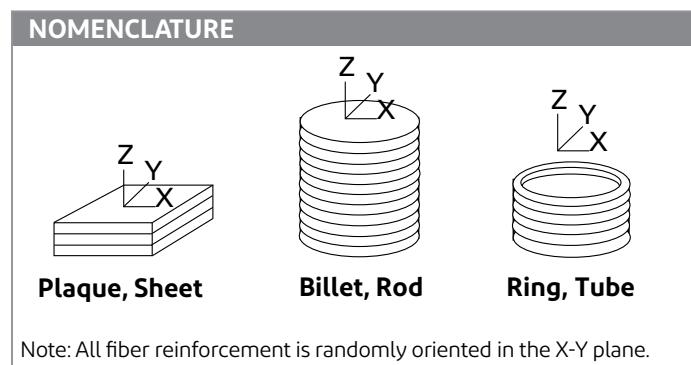 NOMENCLATURE
Z
Y
X
Plaque, Sheet
Z
Y
X
Billet, Rod
Z
Y
X
Ring, Tube
Note: All fiber reinforcement is randomly oriented in the X-Y plane.